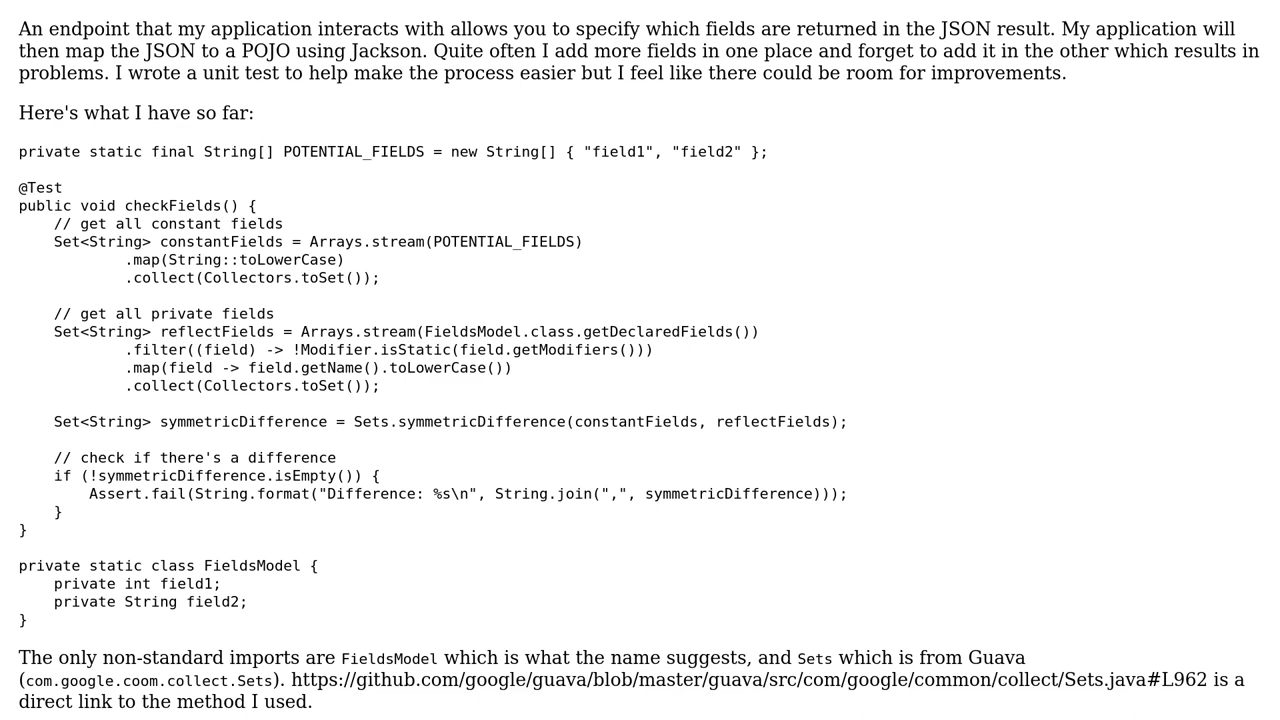 An endpoint that my application interacts with allows you to specify which fields are returned in the JSON result. My application will
then map the JSON to a POJO using Jackson. Quite often I add more fields in one place and forget to add it in the other which results in
problems. I wrote a unit test to help make the process easier but I feel like there could be room for improvements.
Here's what I have so far:
private static final String[] POTENTIAL_FIELDS = new String[] { "field1", "field2" };
@Test
public void checkFields() {
    // get all constant fields
    Set<String> constantFields = Arrays.stream(POTENTIAL_FIELDS)
            .map(String::toLowerCase)
            .collect(Collectors.toSet());
    // get all private fields
    Set<String> reflectFields = Arrays.stream(FieldsModel.class.getDeclaredFields())
            .filter((field) -> !Modifier.isStatic(field.getModifiers()))
            .map(field -> field.getName().toLowerCase())
            .collect(Collectors.toSet());
    Set<String> symmetricDifference = Sets.symmetricDifference(constantFields, reflectFields);
    // check if there's a difference
    if (!symmetricDifference.isEmpty()) {
        Assert.fail(String.format("Difference: %s\n", String.join(",", symmetricDifference)));
    }
}
private static class FieldsModel {
    private int field1;
    private String field2;
}
The only non-standard imports are FieldsModel which is what the name suggests, and Sets which is from Guava
(com.google.coom.collect.Sets). https://github.com/google/guava/blob/master/guava/src/com/google/common/collect/Sets.java#L962 is a
direct link to the method I used.